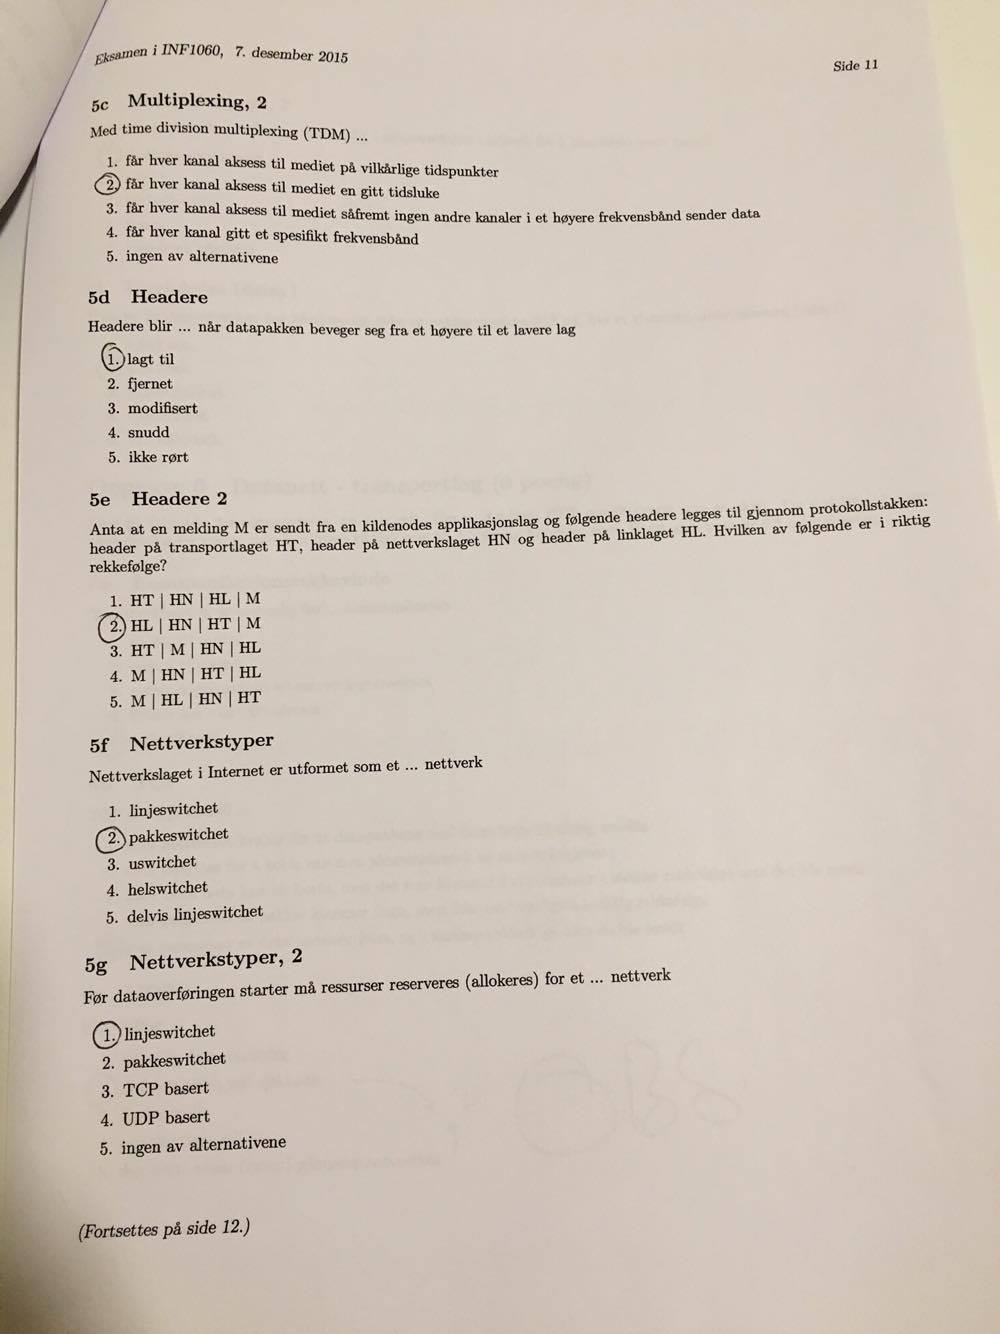 Eksamen i INF1060, 7. desember 2015
Side 11
5c Multiplexing, 2
Med time division multiplexing (TDM) ...
1. får hver kanal aksess til mediet på vilkårlige tidspunkter
2. får hver kanal aksess til mediet en gitt tidsluke
3. får hver kanal aksess til mediet såfremt ingen andre kanaler i et høyere frekvensbånd sender data
4. får hver kanal gitt et spesifikt frekvensbånd
5. ingen av alternativene
5d Headere
Headere blir ... når datapakken beveger seg fra et høyere til et lavere lag
1. lagt til
2. fjernet
3. modifisert
4. snudd
5. ikke rørt
5e Headere 2
Anta at en melding M er sendt fra en kildenodes applikasjonslag og følgende headere legges til gjennom protokollstakken:
header på transportlaget HT, header på nettverkslaget HN og header på linklaget HL. Hvilken av følgende er i riktig
rekkefølge?
1. HT | HN | HL | M
2. HL | HN | HT | M
3. HT | M | HN | HL
4. M | HN | HT | HL
5. M | HL | HN | HT
5f Nettverkstyper
Nettverkslaget i Internet er utformet som et ... nettverk
1. linjeswitchet
2. pakkeswitchet
3. uswitchet
4. helswitchet
5. delvis linjeswitchet
5g Nettverkstyper, 2
Før dataoverføringen starter må ressurser reserveres (allokeres) for et ... nettverk
1. linjeswitchet
2. pakkeswitchet
3. TCP basert
4. UDP basert
5. ingen av alternativene
(Fortsettes på side 12.)